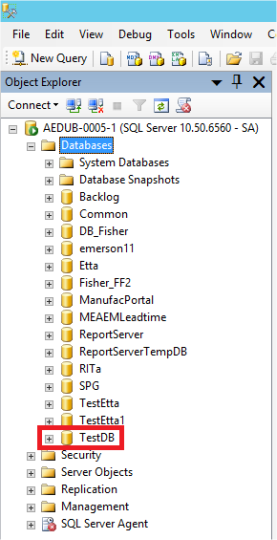 File Edit View Debug Tools Window
New Query
Object Explorer
Connect
AEDUB-0005-1 (SQL Server 10.50.6560 - SA)
Databases
System Databases
Database Snapshots
Backlog
Common
DB_Fisher
emerson11
Etta
Fisher_FF2
ManufacPortal
MEAEMLeadtime
ReportServer
ReportServerTempDB
RITa
SPG
TestEtta
TestEtta1
TestDB
Security
Server Objects
Replication
Management
SQL Server Agent